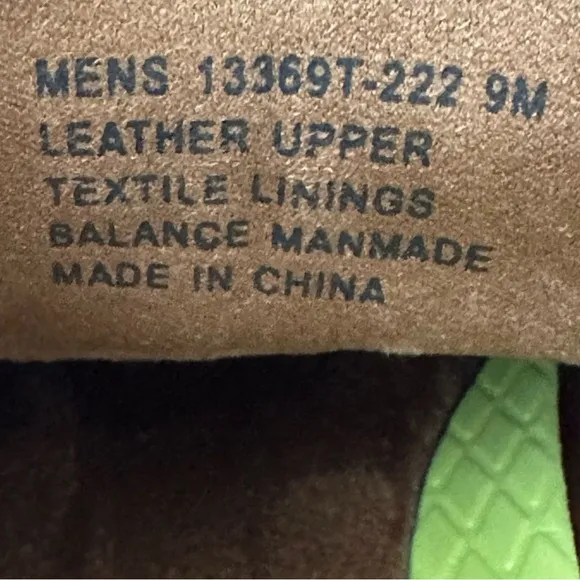 MENS 13369T-222 9M
LEATHER UPPER
TEXTILE LININGS
BALANCE MANMADE
MADE IN CHINA